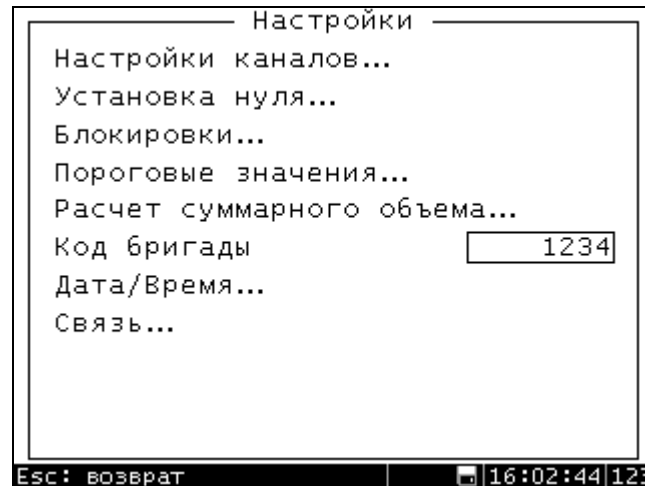 Настройки
Настройки каналов...
Установка нуля...
Блокировки...
Пороговые значения...
Расчет суммарного объема...
Код бригады 1234
Дата/Время...
Связь...
Esc: возврат 16:02:44 123